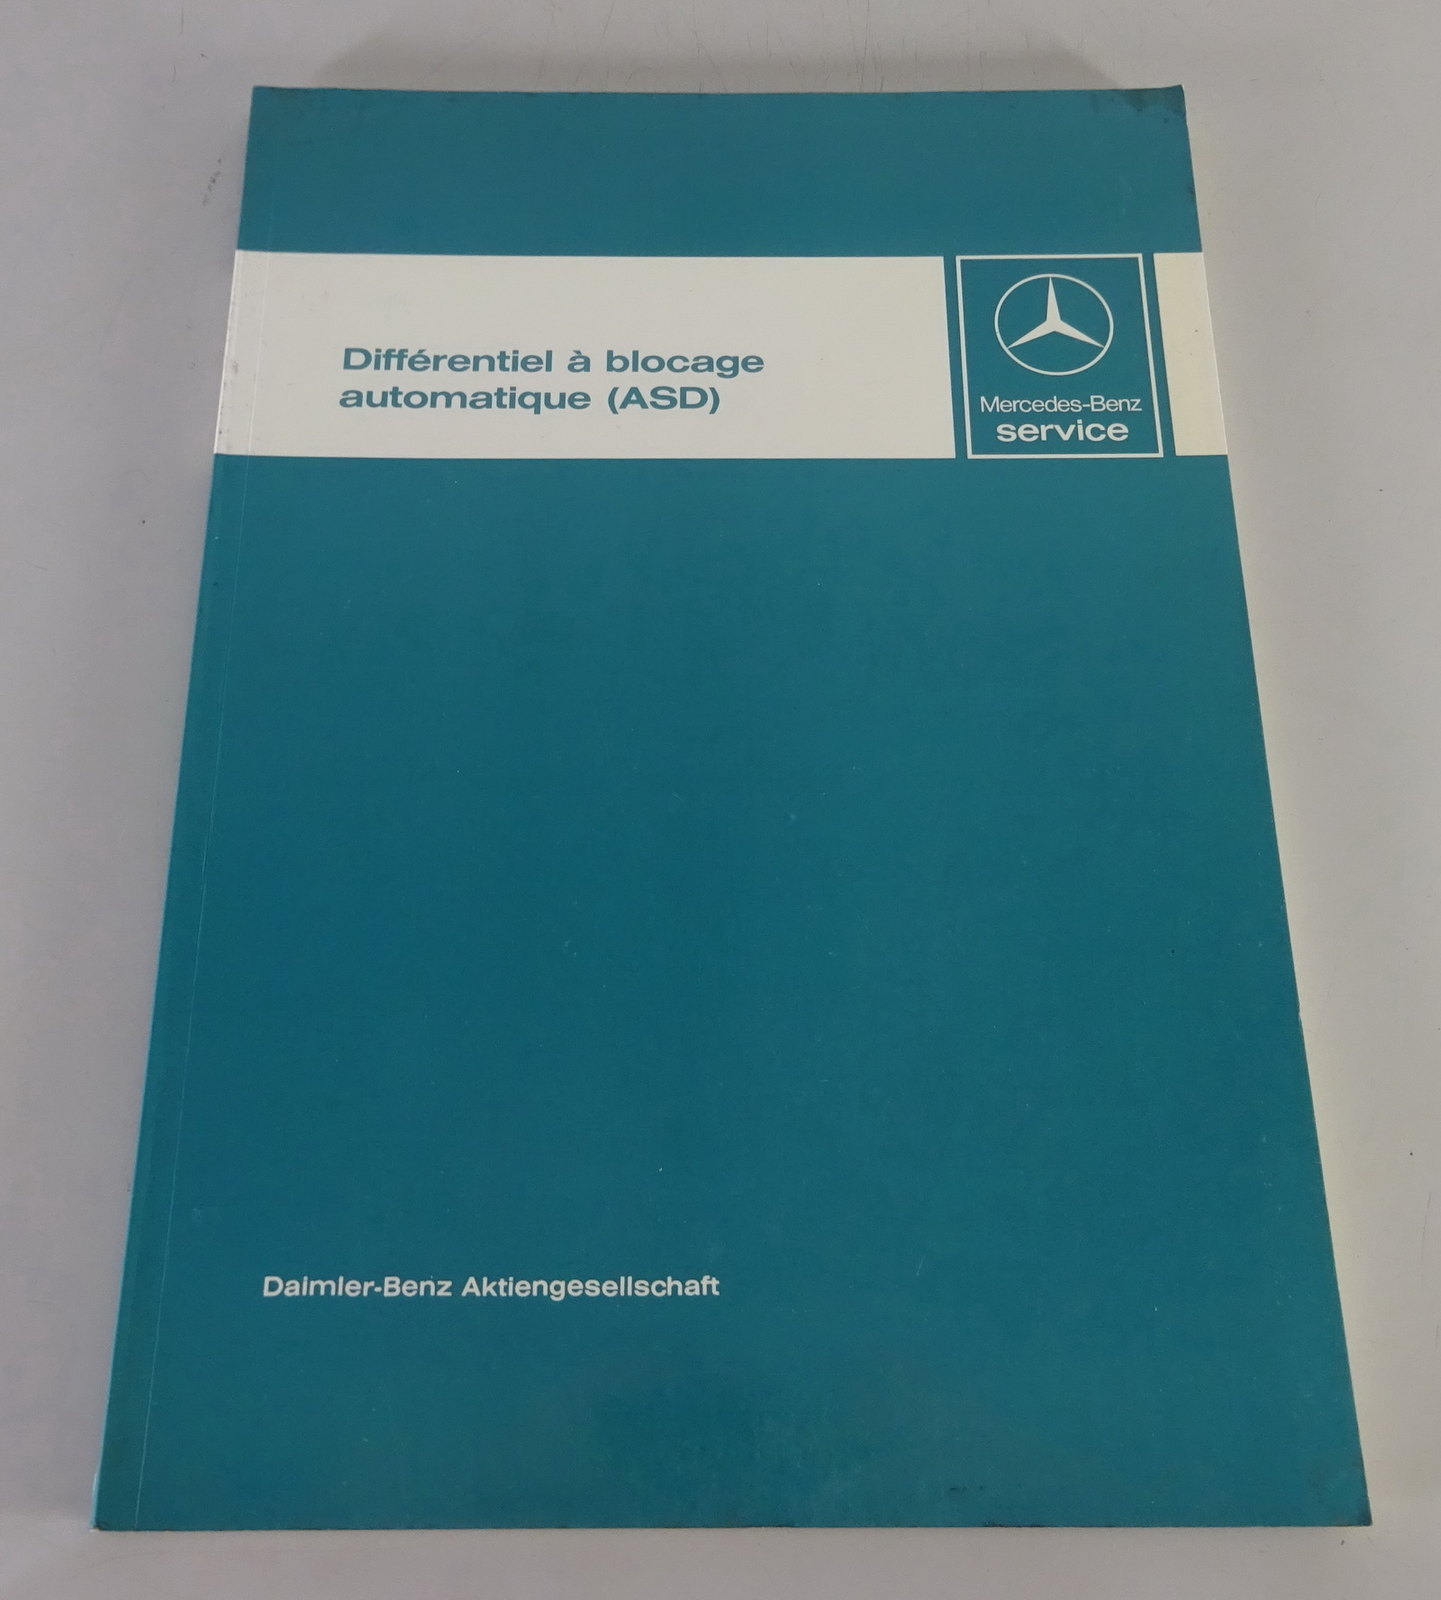 Différentiel à blocage
automatique (ASD)
Mercedes-Benz
service
Daimler-Benz Aktiengesellschaft